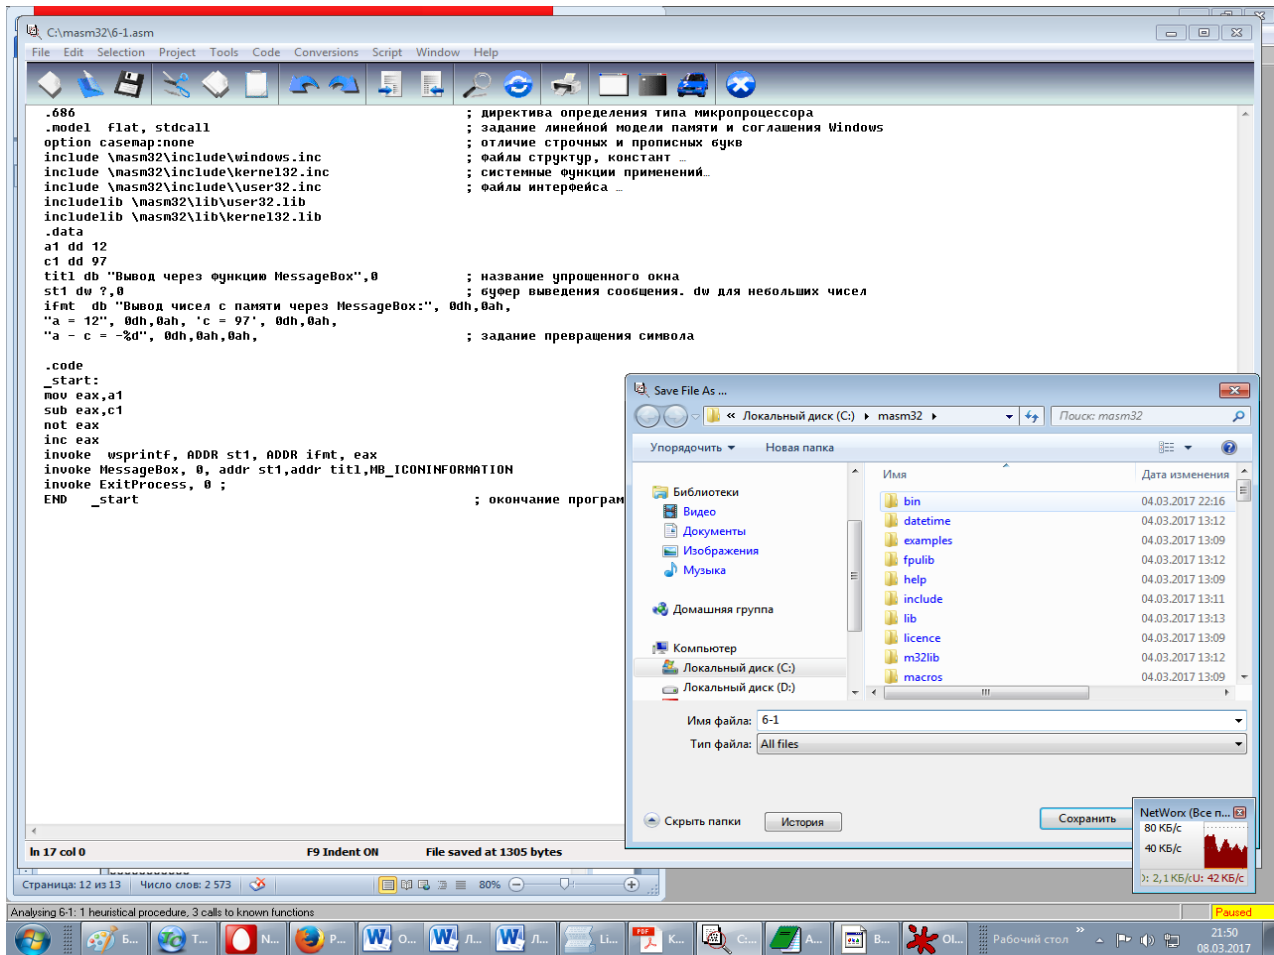 C:\masm32\6-1.asm
File Edit Selection Project Tools Code Conversions Script Window Help
.686 ; директива определения типа микропроцессора
.model flat, stdcall ; задание линейной модели памяти и соглашения Windows
option casemap:none ; отличие строчных и прописных букв
include \masm32\include\windows.inc ; файлы структур, констант …
include \masm32\include\kernel32.inc ; системные функции применений…
include \masm32\include\\user32.inc ; файлы интерфейса …
includelib \masm32\lib\user32.lib
includelib \masm32\lib\kernel32.lib
.data
a1 dd 12
c1 dd 97
titl db "Вывод через функцию MessageBox",0 ; название упрощенного окна
st1 dw ?,0 ; буфер выведения сообщения. dw для небольших чисел
ifmt db "Вывод чисел с памяти через MessageBox:", 0dh,0ah,
"a = 12", 0dh,0ah, 'c = 97', 0dh,0ah,
"a - c = -%d", 0dh,0ah,0ah, ; задание превращения символа
.code
_start:
mov eax,a1
sub eax,c1
not eax
inc eax
invoke wsprintf, ADDR st1, ADDR ifmt, eax
invoke MessageBox, 0, addr st1,addr titl,MB_ICONINFORMATION
invoke ExitProcess, 0 ;
END _start ; окончание програм
Save File As ...
« Локальный диск (C:) masm32
Поиск: masm32
Упорядочить Новая папка
Имя Дата изменения
Библиотеки
Видео
Документы
Изображения
Музыка
Домашняя группа
Компьютер
Локальный диск (C:)
Локальный диск (D:)
bin 04.03.2017 22:16
datetime 04.03.2017 13:12
examples 04.03.2017 13:09
fpulib 04.03.2017 13:12
help 04.03.2017 13:09
include 04.03.2017 13:11
lib 04.03.2017 13:13
licence 04.03.2017 13:09
m32lib 04.03.2017 13:12
macros 04.03.2017 13:09
Имя файла: 6-1
Тип файла: All files
Скрыть папки История Сохранить
NetWorx (Все п...
80 КБ/с
40 КБ/с
): 2,1 КБ/с U: 42 КБ/с
ln 17 col 0 F9 Indent ON File saved at 1305 bytes
Страница: 12 из 13 Число слов: 2 573 80%
Analysing 6-1: 1 heuristical procedure, 3 calls to known functions Paused
Б... T... N... P... О... Л... Л... Li... К... C:... A... B... Ol... Рабочий стол » 21:50
08.03.2017